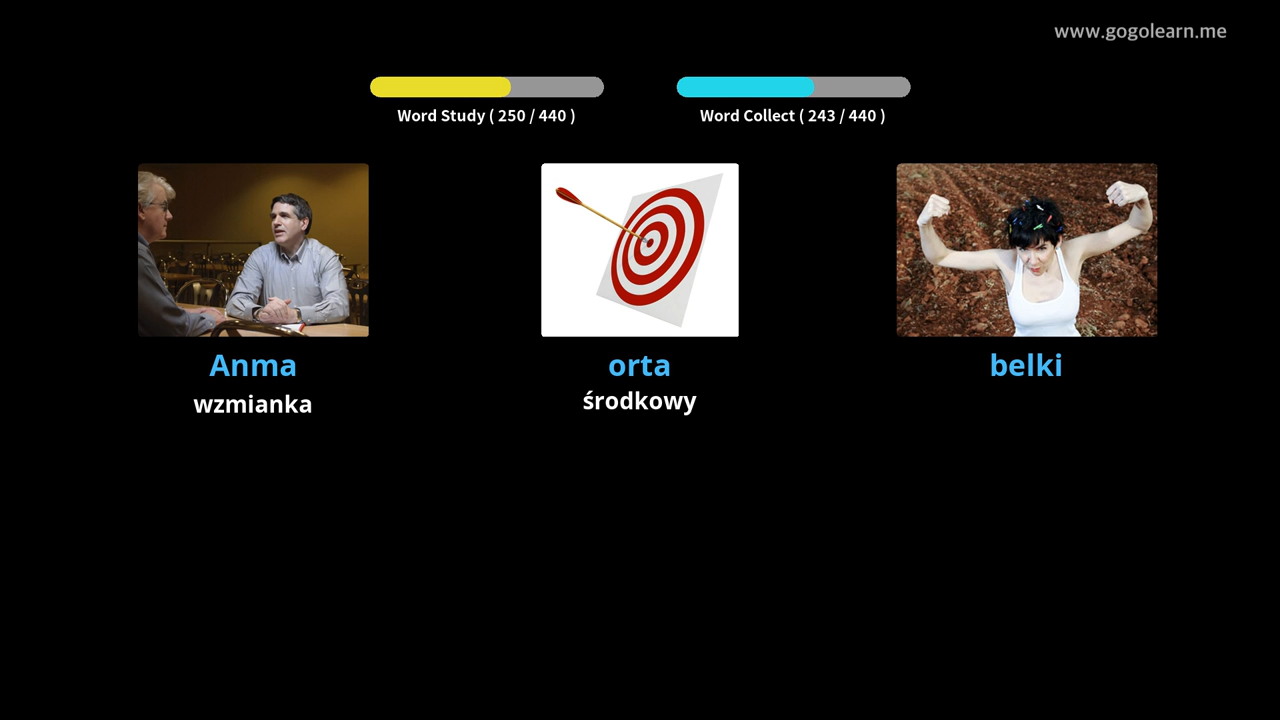 www.gogolearn.me
Word Study ( 250 / 440 )
Word Collect ( 243 / 440 )
Anma
orta
belki
wzmianka
środkowy